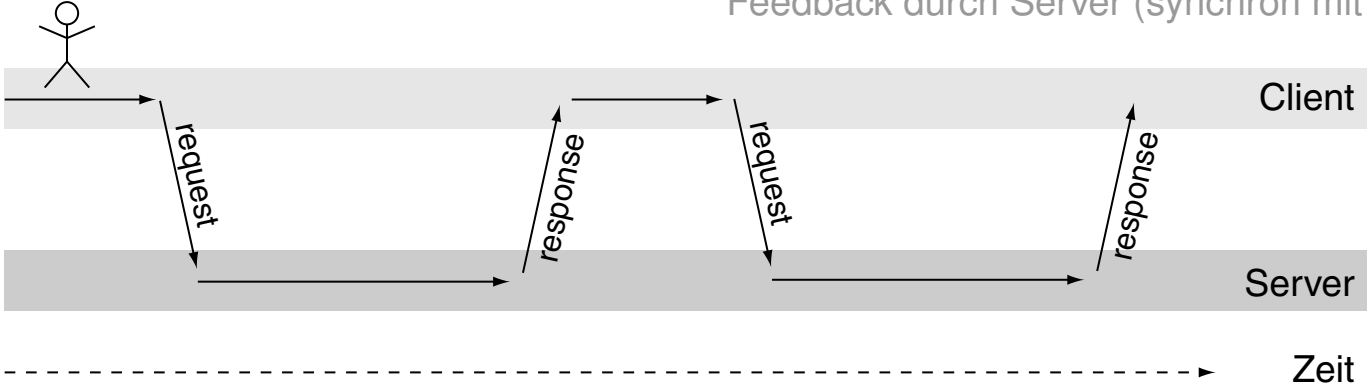 Feedback durch Server (synchron mit
Client
request
response
request
response
Server
Zeit